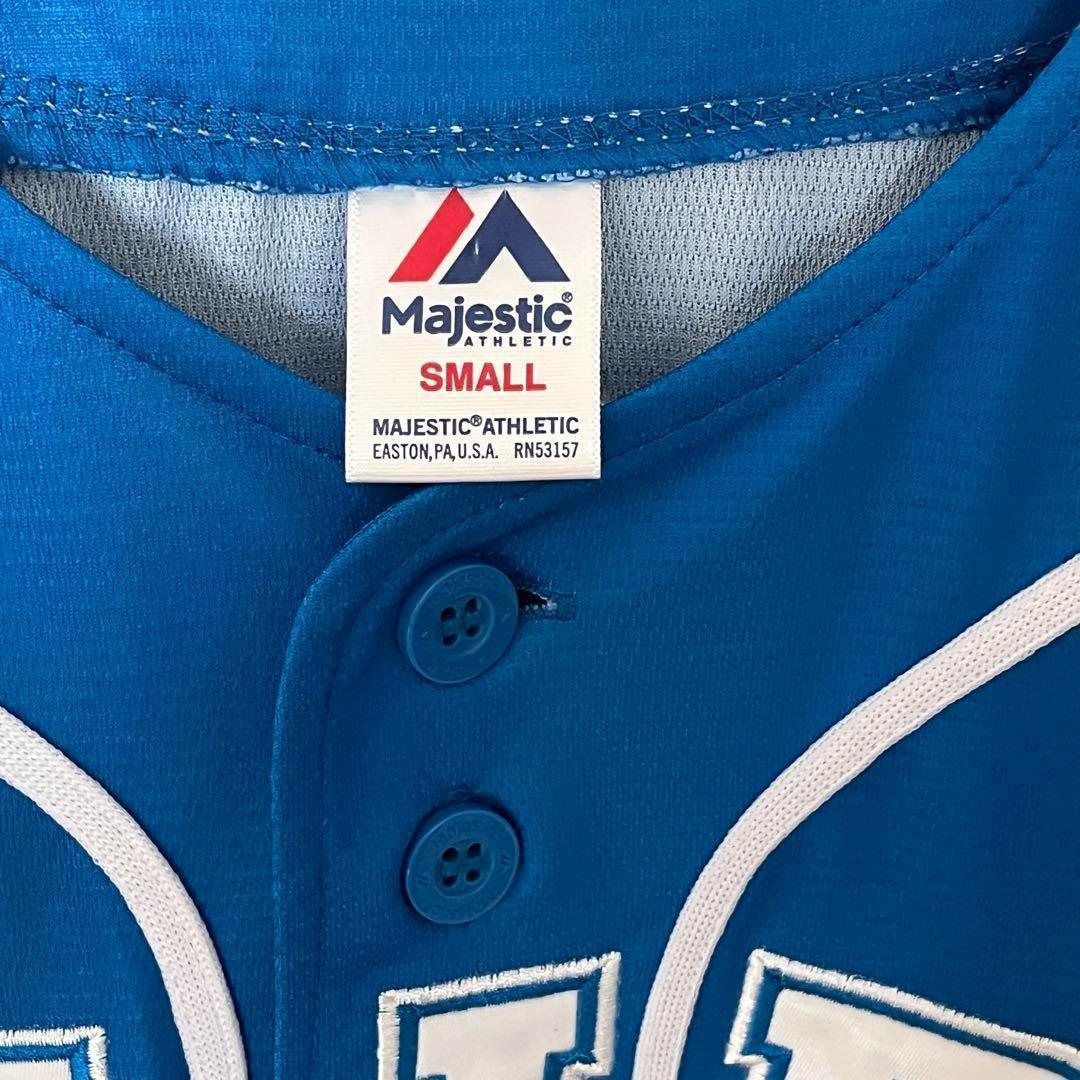 Majestic®
ATHLETIC
SMALL
MAJESTIC®ATHLETIC
EASTON,PA,U.S.A. RN53157